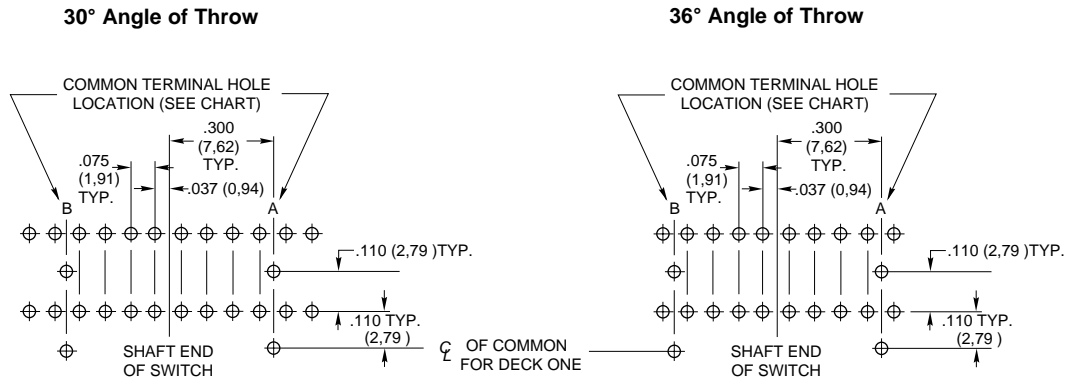 30° Angle of Throw
COMMON TERMINAL HOLE
LOCATION (SEE CHART)
.300
(7,62)
TYP.
.075
(1,91)
TYP.
.037 (0,94)
B
A
.110 (2,79 )TYP.
.110 TYP.
(2,79 )
SHAFT END
OF SWITCH
℄ OF COMMON
FOR DECK ONE
36° Angle of Throw
COMMON TERMINAL HOLE
LOCATION (SEE CHART)
.300
(7,62)
TYP.
.075
(1,91)
TYP.
.037 (0,94)
B
A
.110 (2,79 )TYP.
.110 TYP.
(2,79 )
SHAFT END
OF SWITCH